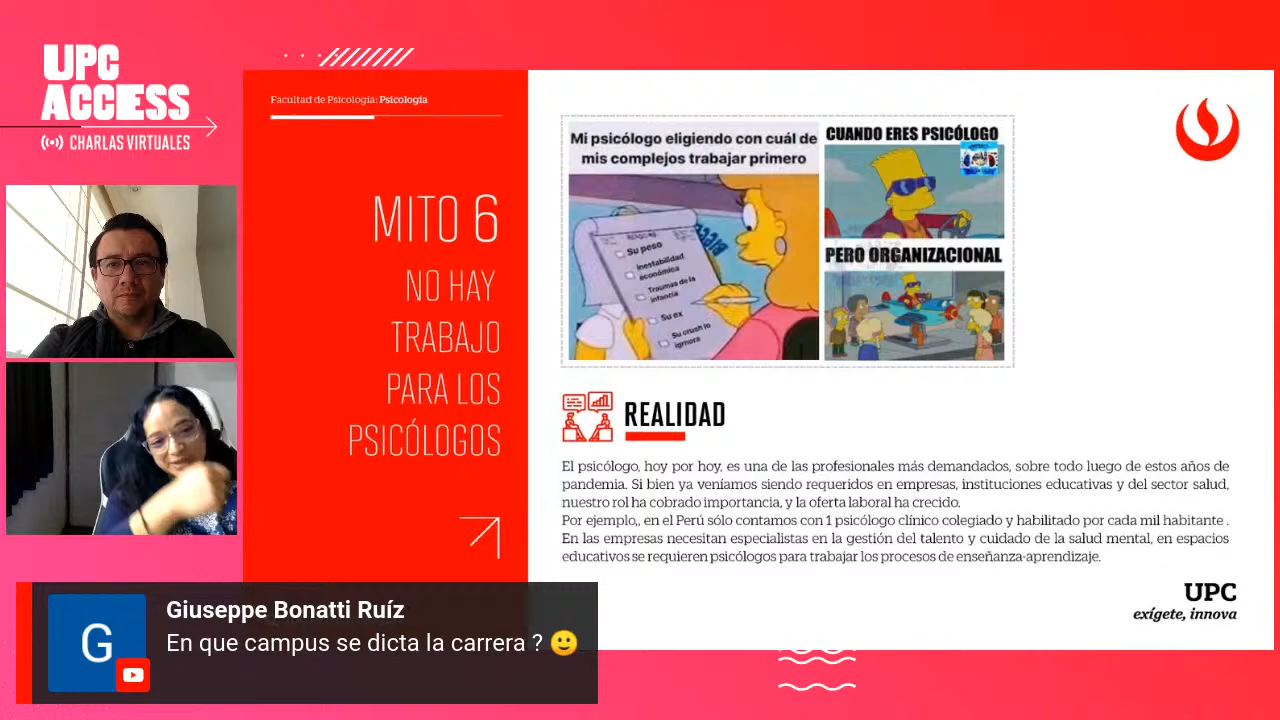 UPC
ACCESS
CHARLAS VIRTUALES
Facultad de Psicología: Psicología
MITO 6
NO HAY
TRABAJO
PARA LOS
PSICÓLOGOS
Mi psicólogo eligiendo con cuál de
mis complejos trabajar primero
Su peso
Inestabilidad
económica
Traumas de la
infancia
Su ex
Su crush lo
ignora
CUANDO ERES PSICÓLOGO
PERO ORGANIZACIONAL
REALIDAD
El psicólogo, hoy por hoy, es una de las profesionales más demandados, sobre todo luego de estos años de
pandemia. Si bien ya veníamos siendo requeridos en empresas, instituciones educativas y del sector salud,
nuestro rol ha cobrado importancia, y la oferta laboral ha crecido.
Por ejemplo,, en el Perú sólo contamos con 1 psicólogo clínico colegiado y habilitado por cada mil habitante .
En las empresas necesitan especialistas en la gestión del talento y cuidado de la salud mental, en espacios
educativos se requieren psicólogos para trabajar los procesos de enseñanza-aprendizaje.
UPC
exígete, innova
G
Giuseppe Bonatti Ruíz
En que campus se dicta la carrera ? 🙂